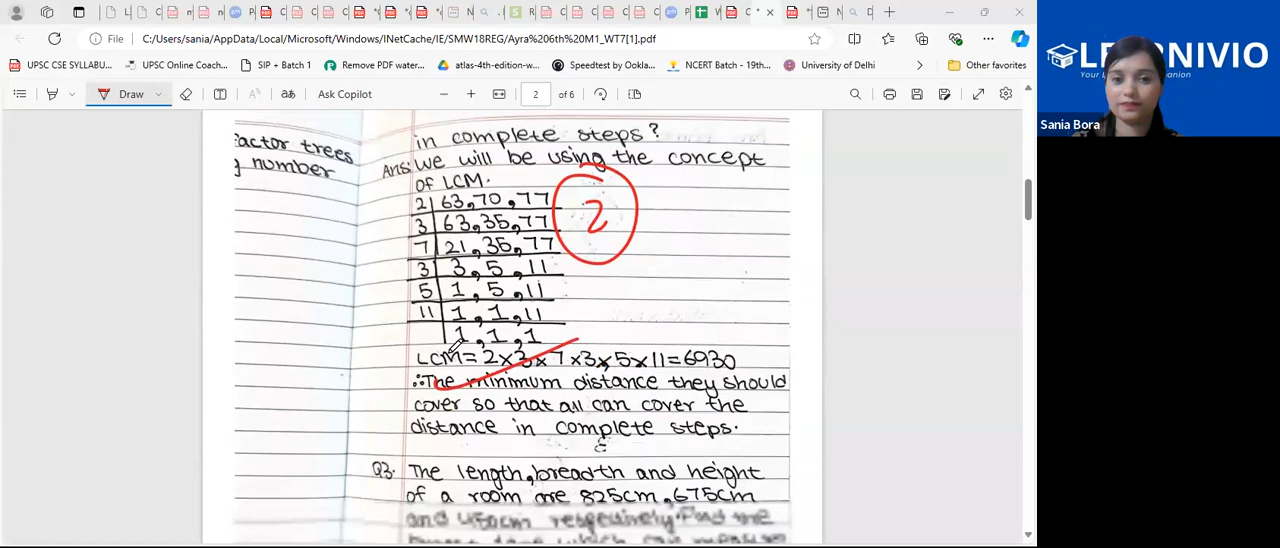 File
C:/Users/sania/AppData/Local/Microsoft/Windows/INetCache/IE/SMW18REG/Ayra%206th%20M1_WT7[1].pdf
UPSC CSE SYLLABU... UPSC Online Coach... SIP + Batch 1 Remove PDF water... atlas-4th-edition-w... Speedtest by Ookla... NCERT Batch - 19th... University of Delhi Other favorites
Draw Ask Copilot 2 of 6
LEARNIVIO
Sania Bora
Factor trees
number
in complete steps?
Ans: We will be using the concept
of LCM.
2 63,70,77
3 63,35,77
7 21,35,77
3 3,5,11
5 1,5,11
11 1,1,11
1,1,1
2
LCM=2×3×7×3×5×11=6930
∴The minimum distance they should
cover so that all can cover the
distance in complete steps.
Q3. The length,breadth and height
of a room are 825cm,675cm
and 450cm respectively. Find the